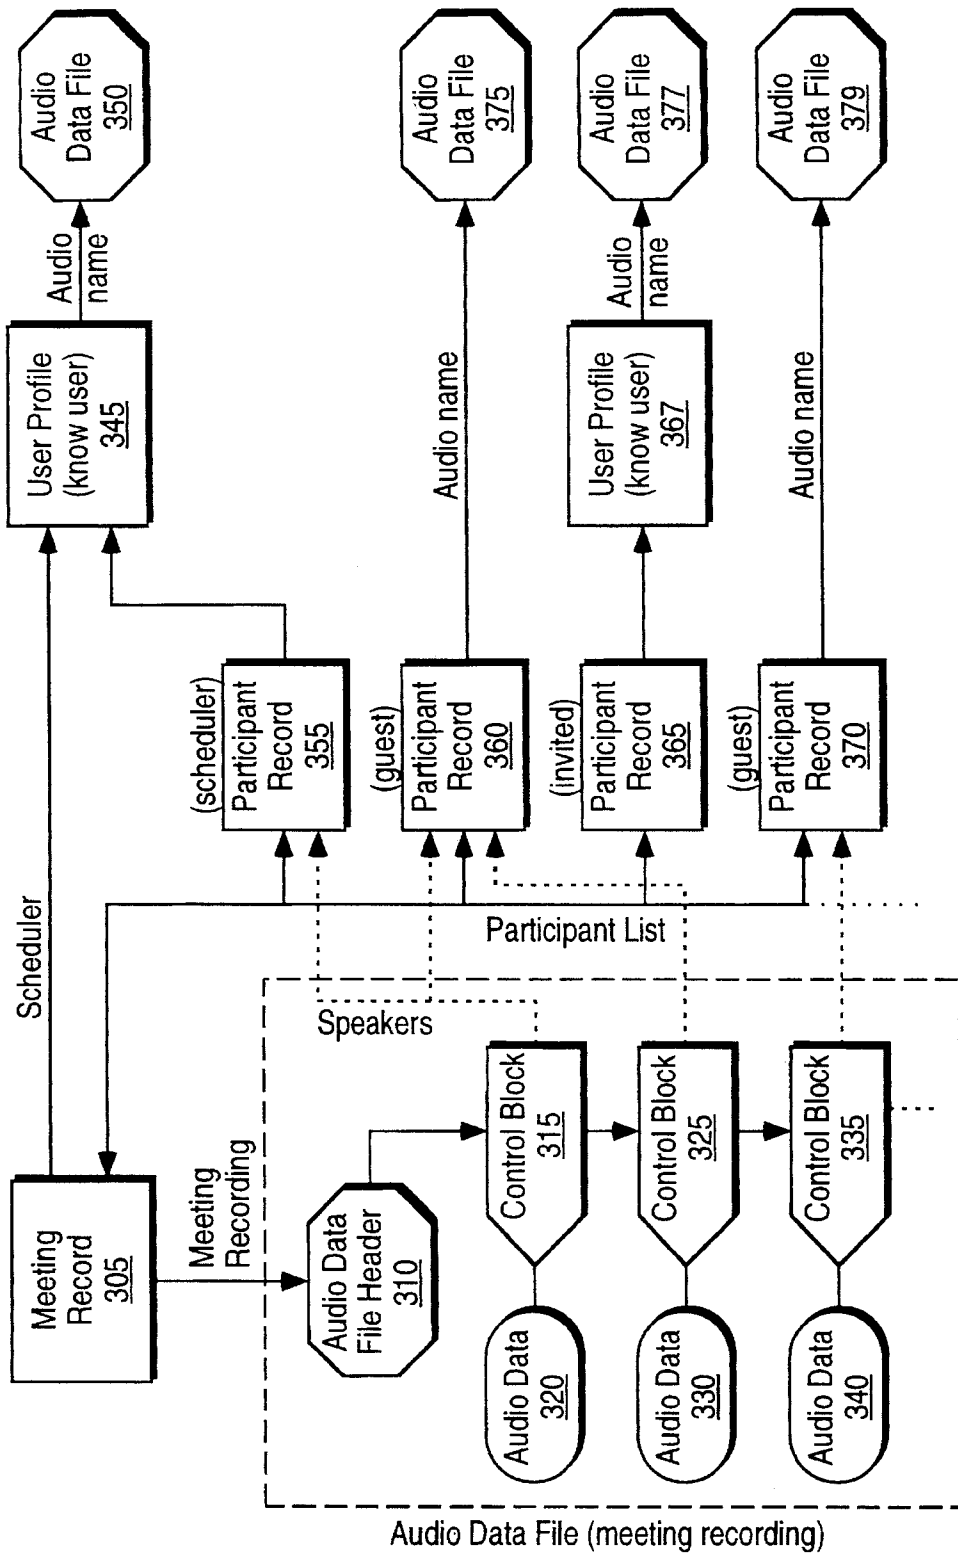 Meeting
Record
305
Scheduler
User Profile
(know user)
345
Audio
name
Audio
Data File
350
Meeting
Recording
(scheduler)
Participant
Record
355
Audio Data
File Header
310
Speakers
(guest)
Participant
Record
360
Audio name
Audio
Data File
375
Participant List
Audio Data
320
Control Block
315
(invited)
Participant
Record
365
User Profile
(know user)
367
Audio
name
Audio
Data File
377
Audio Data
330
Control Block
325
(guest)
Participant
Record
370
Audio name
Audio
Data File
379
Audio Data
340
Control Block
335
Audio Data File (meeting recording)